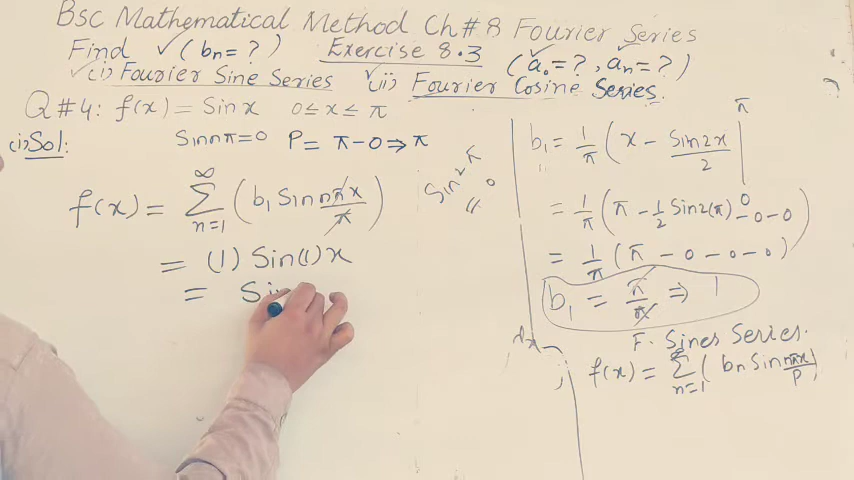 Bsc Mathematical Method Ch#8 Fourier Series
Find ✓(bn=?) Exercise 8.3 (a₀=?, an=?)
✓(i) Fourier Sine Series ✓(ii) Fourier Cosine Series.
Q#4: f(x) = Sinx 0≤x≤π
(i) Sol: Sinnπ=0 P = π-0 ⇒ π
f(x) = ∑_{n=1}^{∞} (b₁ Sin nπx/π)
= (1) Sin(1)x
= Si
Sin2π
" 0
b₁ = 1/π (x - Sin2x/2 |^π
= 1/π (π - 1/2 Sin2(π)⁰ -0-0)
= 1/π (π - 0 - 0 - 0)
b₁ = π/π ⇒ 1
dx
F. Sines Series.
f(x) = ∑_{n=1}^{∞} (bn Sin nπx/P)